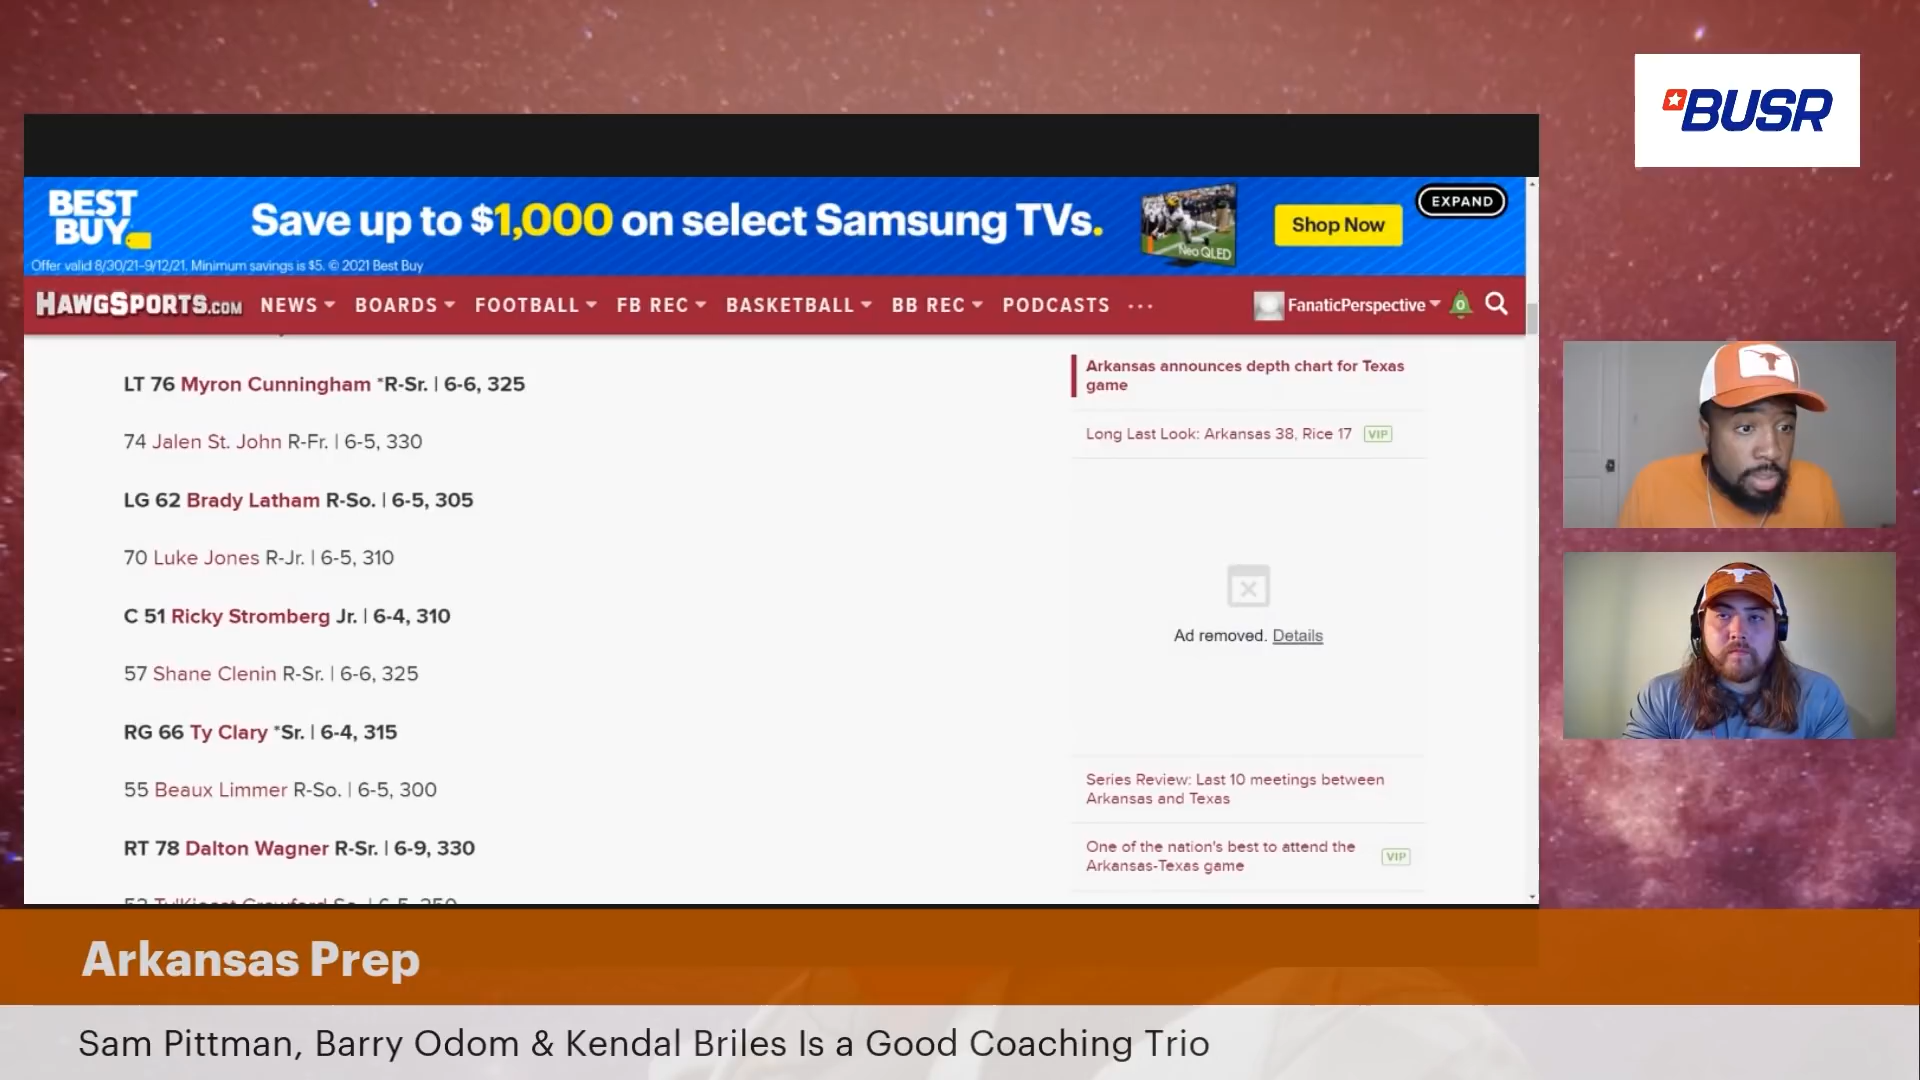 BUSR
BEST
BUY
Save up to $1,000 on select Samsung TVs.
Neo QLED
Shop Now
EXPAND
Offer valid 8/30/21-9/12/21. Minimum savings is $5. © 2021 Best Buy
HAWGSPORTS.COM NEWS BOARDS FOOTBALL FB REC BASKETBALL BB REC PODCASTS ... FanaticPerspective 0
LT 76 Myron Cunningham *R-Sr. | 6-6, 325
74 Jalen St. John R-Fr. | 6-5, 330
LG 62 Brady Latham R-So. | 6-5, 305
70 Luke Jones R-Jr. | 6-5, 310
C 51 Ricky Stromberg Jr. | 6-4, 310
57 Shane Clenin R-Sr. | 6-6, 325
RG 66 Ty Clary *Sr. | 6-4, 315
55 Beaux Limmer R-So. | 6-5, 300
RT 78 Dalton Wagner R-Sr. | 6-9, 330
Arkansas announces depth chart for Texas
game
Long Last Look: Arkansas 38, Rice 17 VIP
Ad removed. Details
Series Review: Last 10 meetings between
Arkansas and Texas
One of the nation's best to attend the
Arkansas-Texas game VIP
Arkansas Prep
Sam Pittman, Barry Odom & Kendal Briles Is a Good Coaching Trio